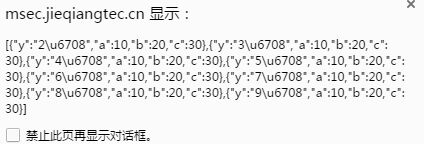 msec.jieqiangtec.cn 显示：
[{"y":"2\u6708","a":10,"b":20,"c":30},{"y":"3\u6708","a":10,"b":20,"c":
30},{"y":"4\u6708","a":10,"b":20,"c":30},{"y":"5\u6708","a":10,"b":20,"c":
30},{"y":"6\u6708","a":10,"b":20,"c":30},{"y":"7\u6708","a":10,"b":20,"c":
30},{"y":"8\u6708","a":10,"b":20,"c":30},{"y":"9\u6708","a":10,"b":20,"c":
30}]
禁止此页再显示对话框。